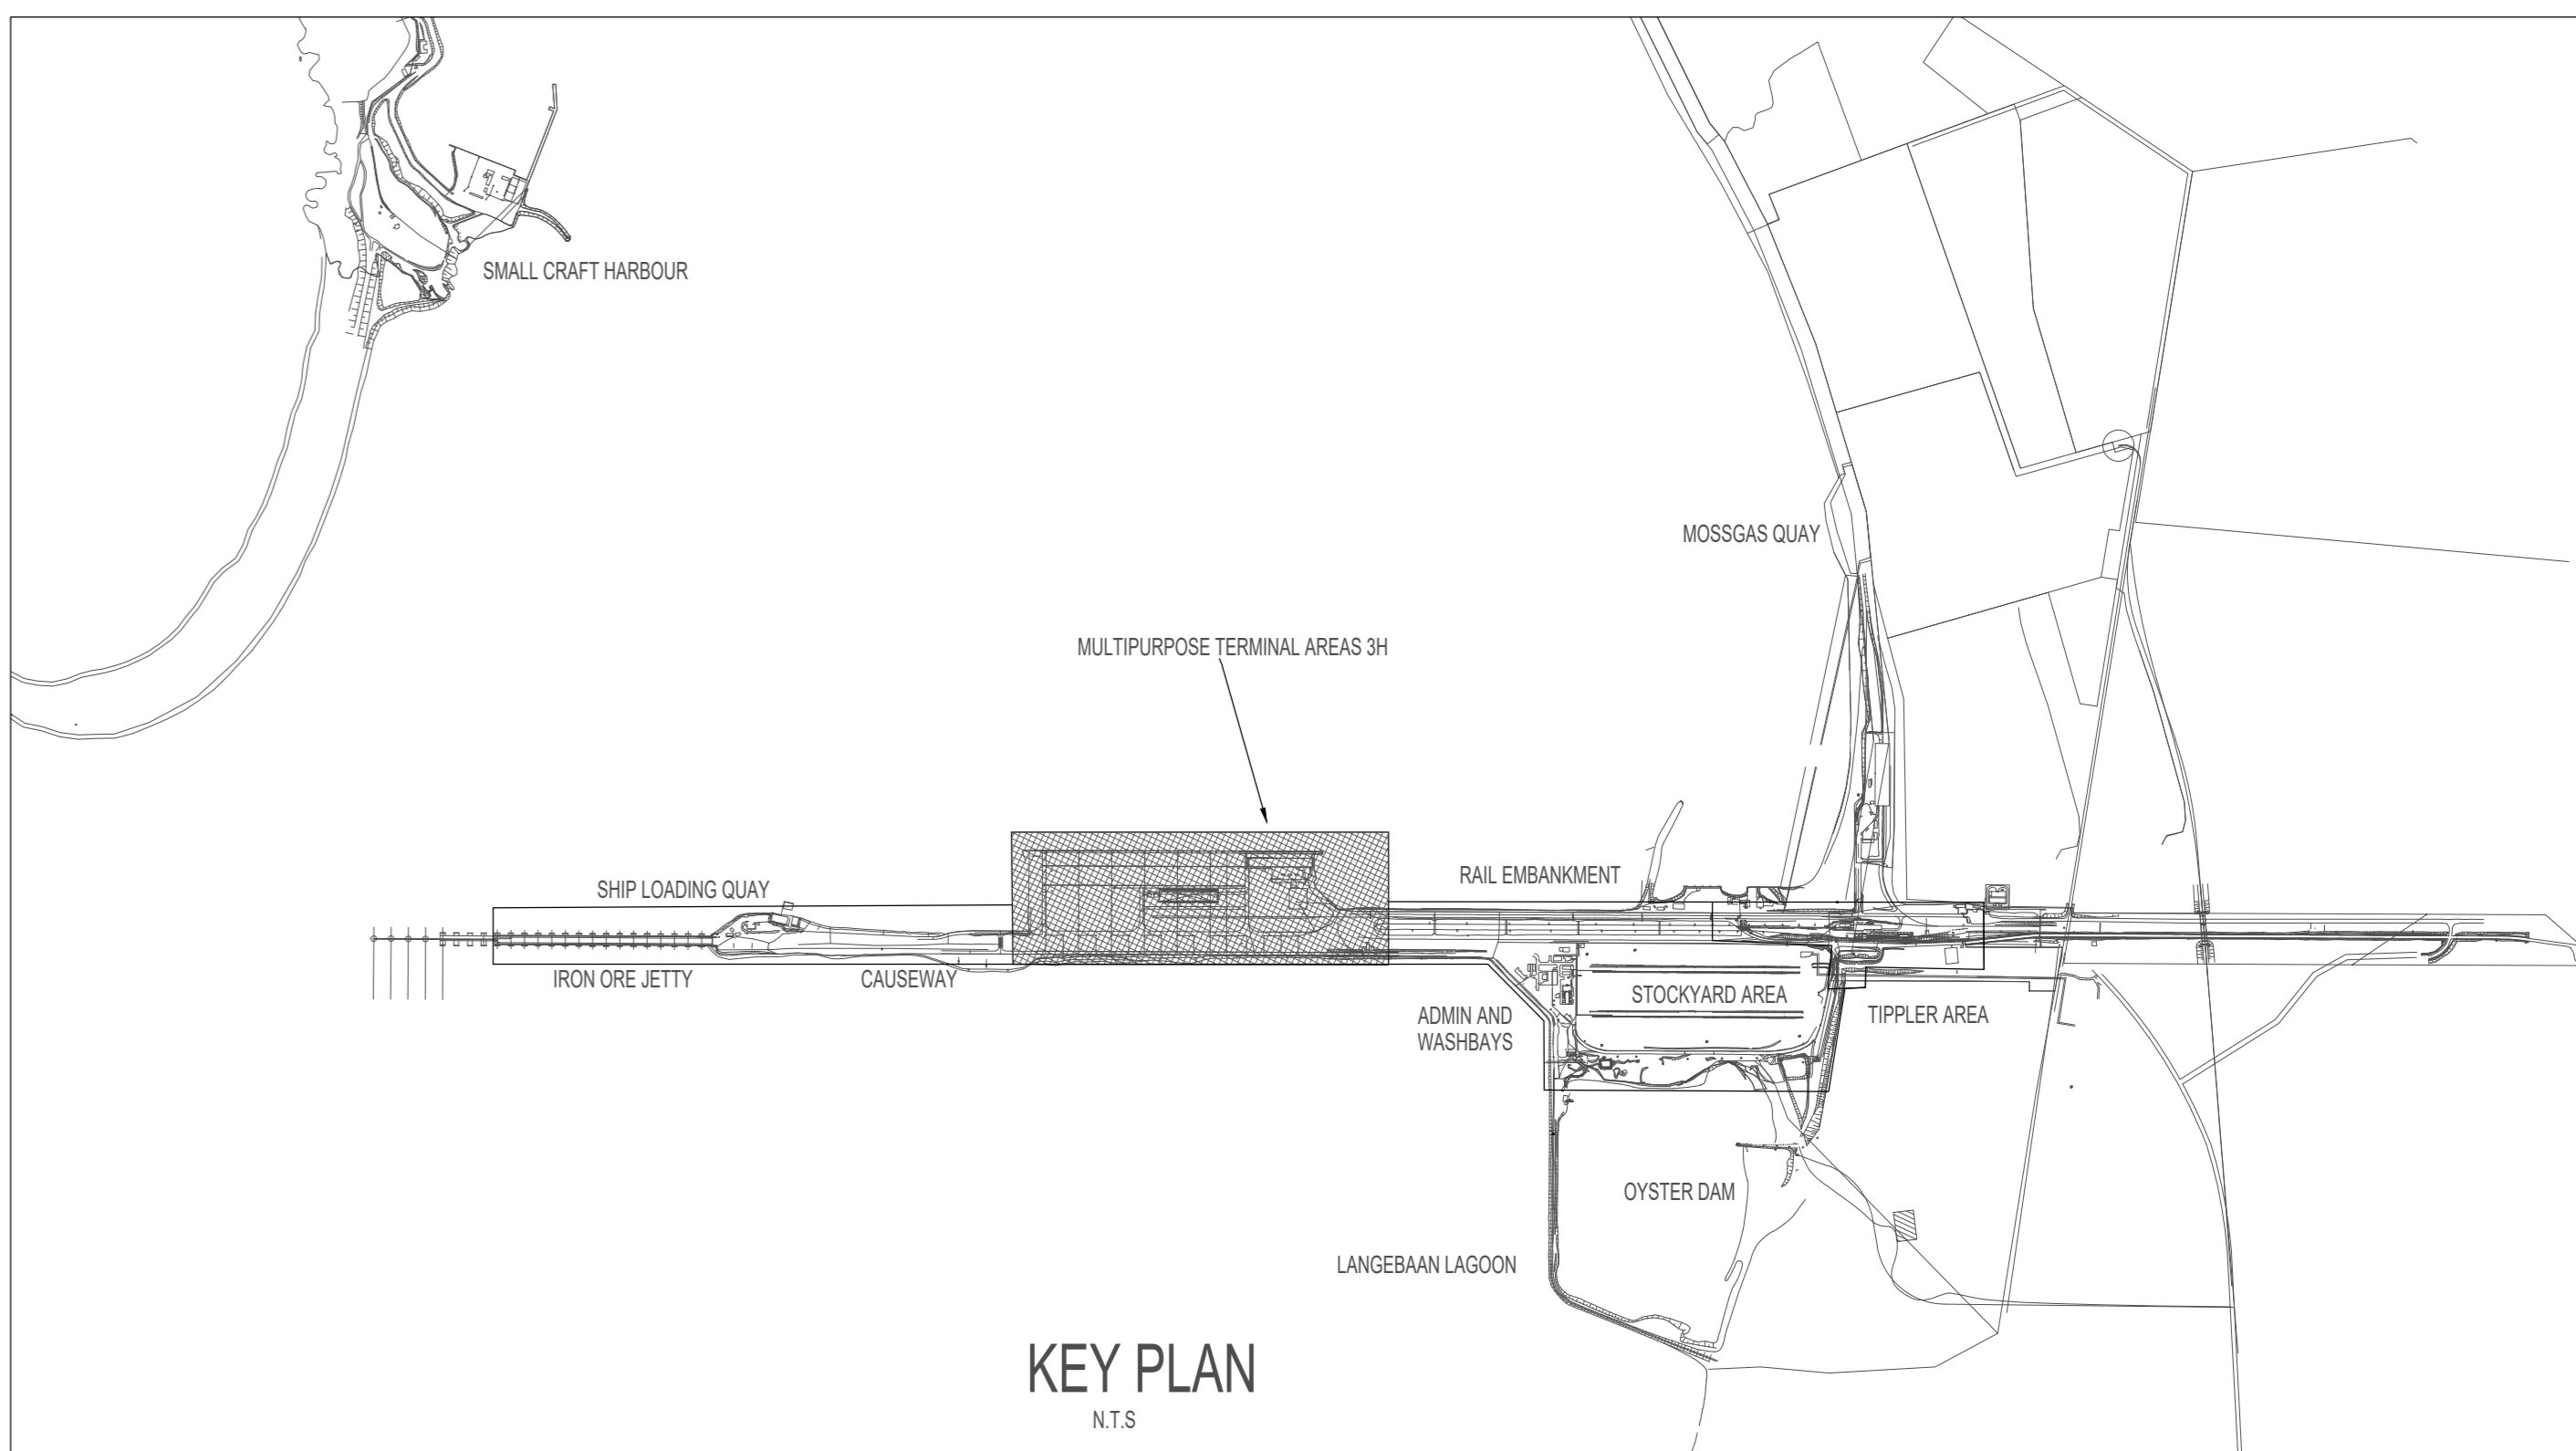 SMALL CRAFT HARBOUR
MOSSGAS QUAY
MULTIPURPOSE TERMINAL AREAS 3H
RAIL EMBANKMENT
SHIP LOADING QUAY
IRON ORE JETTY
CAUSEWAY
STOCKYARD AREA
ADMIN AND
WASHBAYS
TIPPLER AREA
OYSTER DAM
LANGEBAAN LAGOON
KEY PLAN
N.T.S